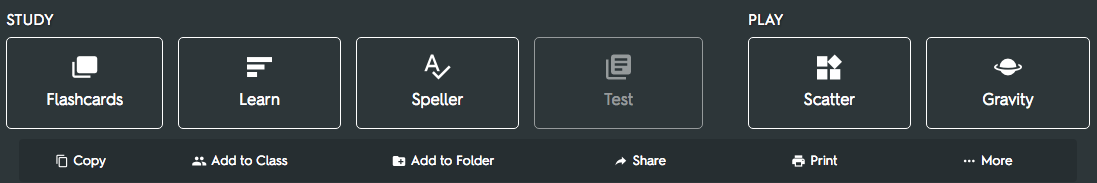 STUDY PLAY
Flashcards Learn Speller Test Scatter Gravity
Copy Add to Class Add to Folder Share Print More